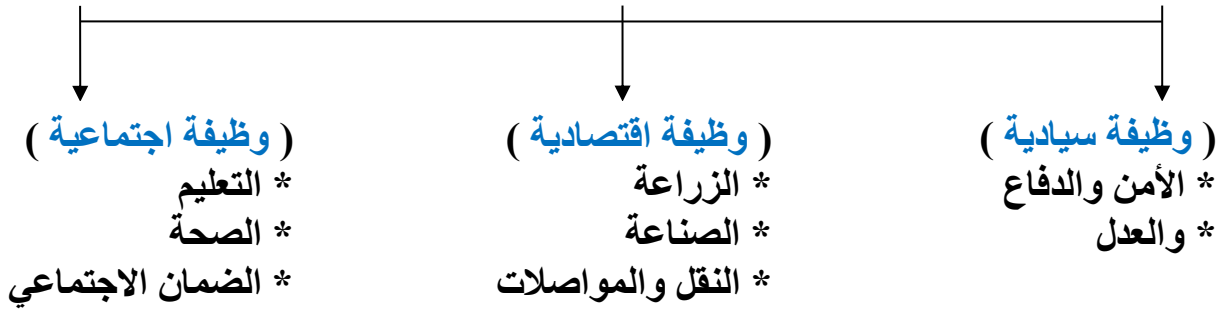 ( وظيفة سيادية )
* الأمن والدفاع
* والعدل
( وظيفة اقتصادية )
* الزراعة
* الصناعة
* النقل والمواصلات
( وظيفة اجتماعية )
* التعليم
* الصحة
* الضمان الاجتماعي